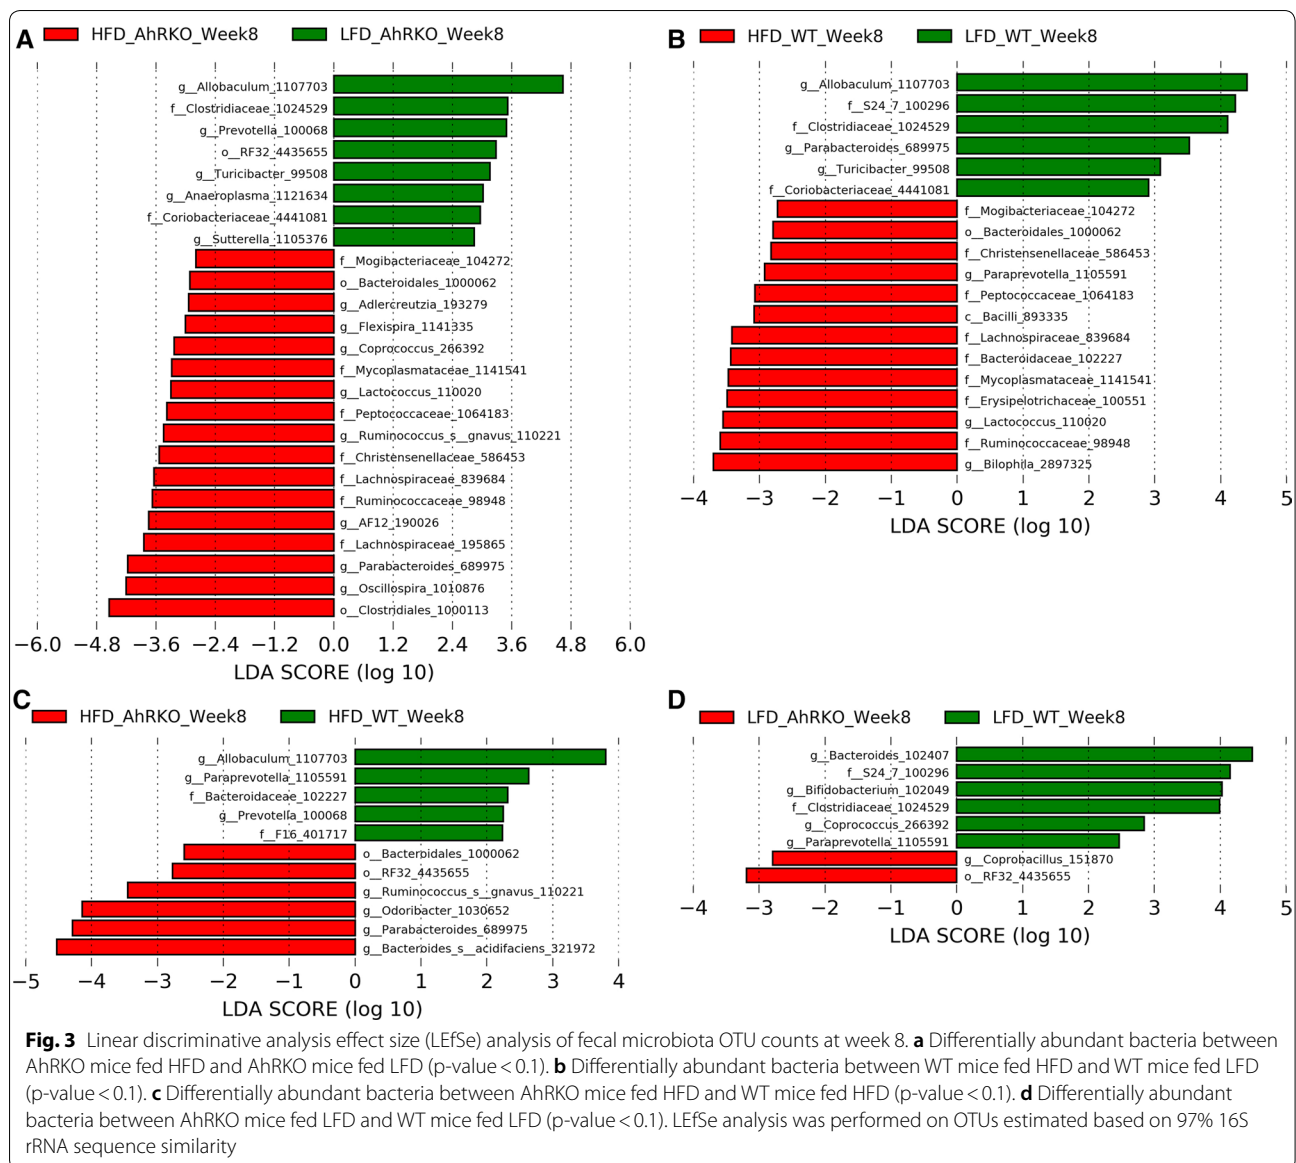 A
HFD_AhRKO_Week8
LFD_AhRKO_Week8
g__Allobaculum_1107703
f__Clostridiaceae_1024529
g__Prevotella_100068
o__RF32_4435655
g__Turicibacter_99508
g__Anaeroplasma_1121634
f__Coriobacteriaceae_4441081
g__Sutterella_1105376
f__Mogibacteriaceae_104272
o__Bacteroidales_1000062
g__Adlercreutzia_193279
g__Flexispira_1141335
g__Coprococcus_266392
f__Mycoplasmataceae_1141541
g__Lactococcus_110020
f__Peptococcaceae_1064183
g__Ruminococcus_s__gnavus_110221
f__Christensenellaceae_586453
f__Lachnospiraceae_839684
f__Ruminococcaceae_98948
g__AF12_190026
f__Lachnospiraceae_195865
g__Parabacteroides_689975
g__Oscillospira_1010876
o__Clostridiales_1000113
−6.0 −4.8 −3.6 −2.4 −1.2 0.0 1.2 2.4 3.6 4.8 6.0
LDA SCORE (log 10)
B
HFD_WT_Week8
LFD_WT_Week8
g__Allobaculum_1107703
f__S24_7_100296
f__Clostridiaceae_1024529
g__Parabacteroides_689975
g__Turicibacter_99508
f__Coriobacteriaceae_4441081
f__Mogibacteriaceae_104272
o__Bacteroidales_1000062
f__Christensenellaceae_586453
g__Paraprevotella_1105591
f__Peptococcaceae_1064183
c__Bacilli_893335
f__Lachnospiraceae_839684
f__Bacteroidaceae_102227
f__Mycoplasmataceae_1141541
f__Erysipelotrichaceae_100551
g__Lactococcus_110020
f__Ruminococcaceae_98948
g__Bilophila_2897325
−4 −3 −2 −1 0 1 2 3 4 5
LDA SCORE (log 10)
C
HFD_AhRKO_Week8
HFD_WT_Week8
g__Allobaculum_1107703
g__Paraprevotella_1105591
f__Bacteroidaceae_102227
g__Prevotella_100068
f__F16_401717
o__Bacteroidales_1000062
o__RF32_4435655
g__Ruminococcus_s__gnavus_110221
g__Odoribacter_1030652
g__Parabacteroides_689975
g__Bacteroides_s__acidifaciens_321972
−5 −4 −3 −2 −1 0 1 2 3 4
LDA SCORE (log 10)
D
LFD_AhRKO_Week8
LFD_WT_Week8
g__Bacteroides_102407
f__S24_7_100296
g__Bifidobacterium_102049
f__Clostridiaceae_1024529
g__Coprococcus_266392
g__Paraprevotella_1105591
g__Coprobacillus_151870
o__RF32_4435655
−4 −3 −2 −1 0 1 2 3 4 5
LDA SCORE (log 10)
Fig. 3 Linear discriminative analysis effect size (LEfSe) analysis of fecal microbiota OTU counts at week 8. a Differentially abundant bacteria between
AhRKO mice fed HFD and AhRKO mice fed LFD (p-value < 0.1). b Differentially abundant bacteria between WT mice fed HFD and WT mice fed LFD
(p-value < 0.1). c Differentially abundant bacteria between AhRKO mice fed HFD and WT mice fed HFD (p-value < 0.1). d Differentially abundant
bacteria between AhRKO mice fed LFD and WT mice fed LFD (p-value < 0.1). LEfSe analysis was performed on OTUs estimated based on 97% 16S
rRNA sequence similarity